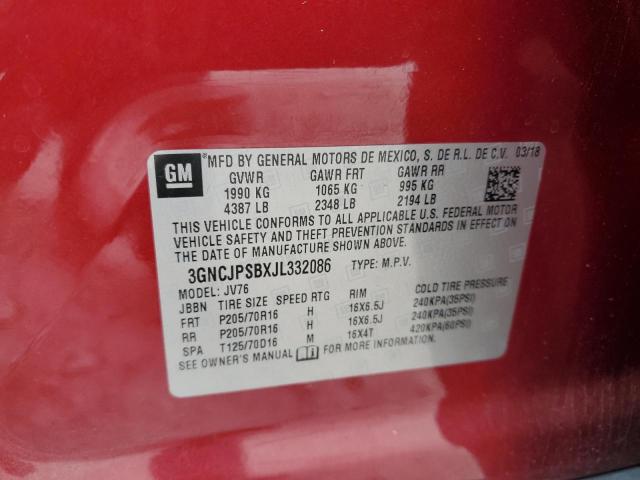 GM ® MFD BY GENERAL MOTORS DE MEXICO, S. DE R.L. DE C.V. 03/18
GVWR GAWR FRT GAWR RR
1990 KG 1065 KG 995 KG
4387 LB 2348 LB 2194 LB
THIS VEHICLE CONFORMS TO ALL APPLICABLE U.S. FEDERAL MOTOR
VEHICLE SAFETY AND THEFT PREVENTION STANDARDS IN EFFECT ON
THE DATE OF MANUFACTURE SHOWN ABOVE.
3GNCJPSBXJL332086 TYPE: M.P.V.
MODEL: JV76
JBBN TIRE SIZE SPEED RTG RIM COLD TIRE PRESSURE
FRT P205/70R16 H 16X6.5J 240KPA(35PSI)
RR P205/70R16 H 16X6.5J 240KPA(35PSI)
SPA T125/70D16 M 16X4T 420KPA(60PSI)
SEE OWNER'S MANUAL FOR MORE INFORMATION